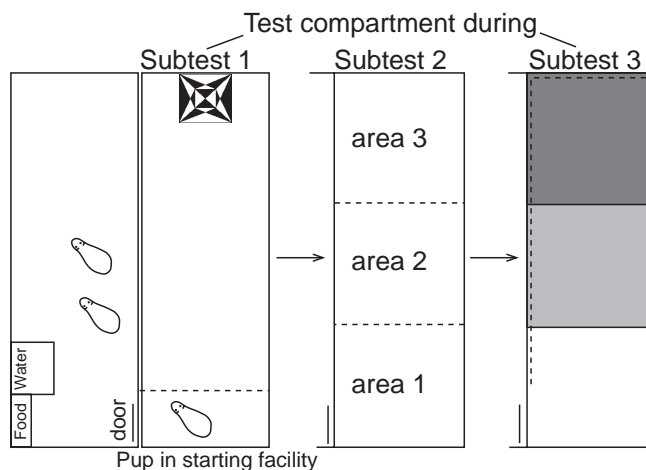 Test compartment during
Subtest 1
Subtest 2
Subtest 3
area 3
area 2
area 1
Water
Food
door
Pup in starting facility